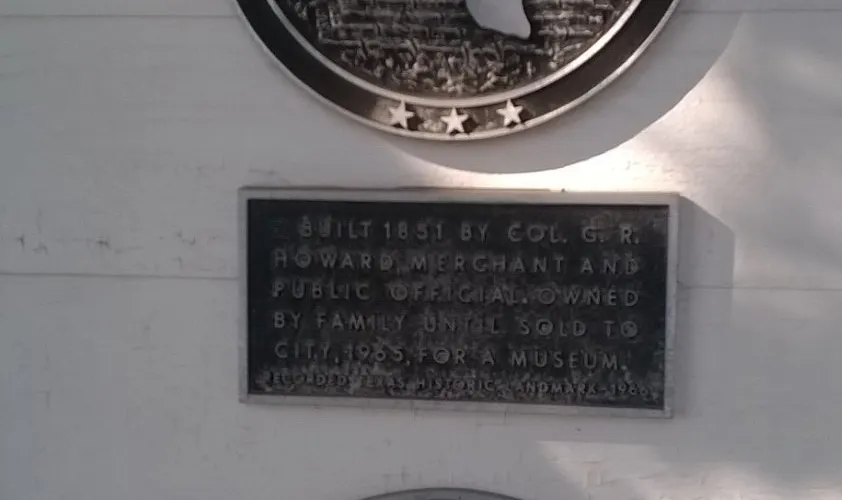 BUILT 1851 BY COL. G. R.
HOWARD, MERCHANT AND
PUBLIC OFFICIAL. OWNED
BY FAMILY UNTIL SOLD TO
CITY, 1965, FOR A MUSEUM.
RECORDED TEXAS HISTORIC LANDMARK - 1966